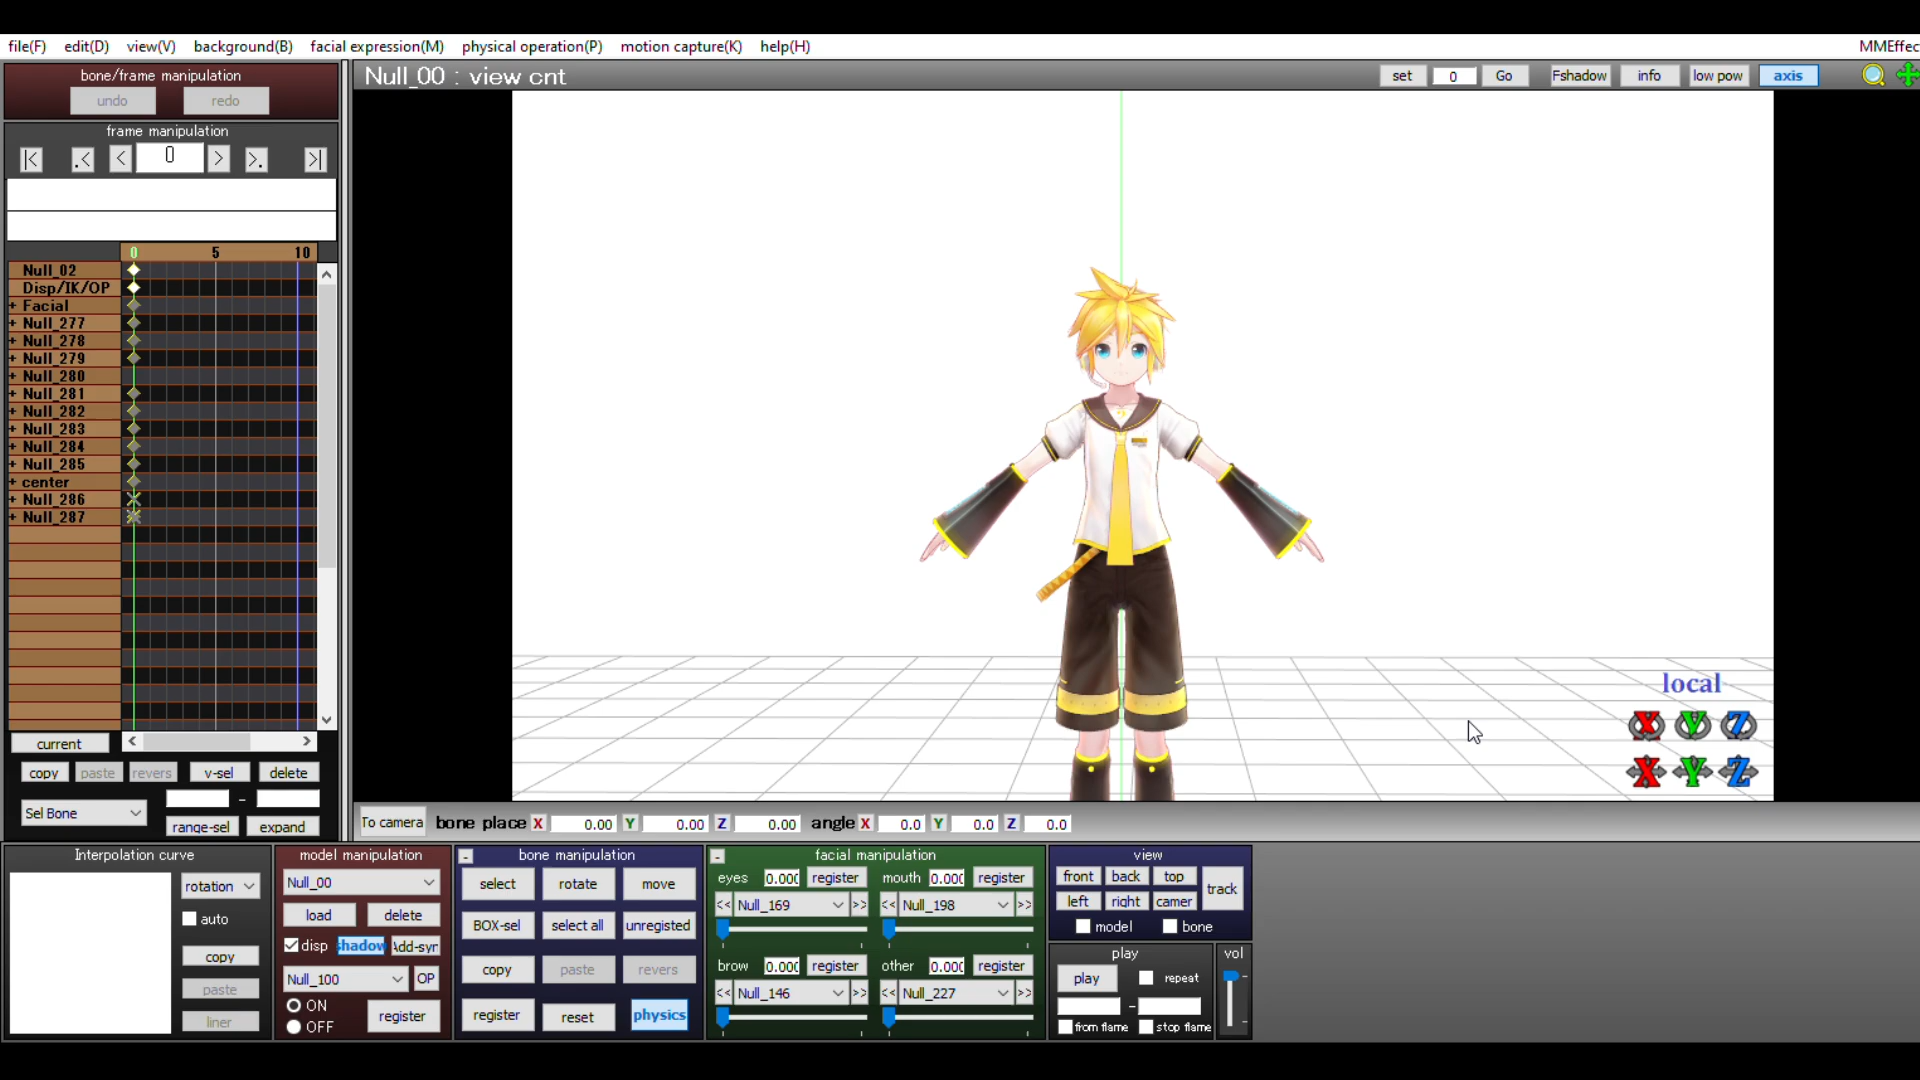 file(F) edit(D) view(V) background(B) facial expression(M) physical operation(P) motion capture(K) help(H) MMEffec
bone/frame manipulation
undo redo
Null_00 : view cnt
set 0 Go Fshadow info low pow axis
frame manipulation
|< .< < 0 > >. >|
0 5 10
Null_02
Disp/IK/OP
+ Facial
+ Null_277
+ Null_278
+ Null_279
+ Null_280
+ Null_281
+ Null_282
+ Null_283
+ Null_284
+ Null_285
+ center
+ Null_286
+ Null_287
local
X Y Z
X Y Z
current < >
copy paste revers v-sel delete
Sel Bone -
range-sel expand
To camera bone place X 0.00 Y 0.00 Z 0.00 angle X 0.0 Y 0.0 Z 0.0
Interpolation curve
rotation
auto
copy
paste
liner
model manipulation
Null_00
load delete
disp shadow Add-syn
Null_100 OP
ON
OFF
register
- bone manipulation
select rotate move
BOX-sel select all unregisted
copy paste revers
register reset physics
- facial manipulation
eyes 0.000 register mouth 0.000 register
<< Null_169 >> << Null_198 >>
brow 0.000 register other 0.000 register
<< Null_146 >> << Null_227 >>
view
front back top
left right camer
track
model bone
play
play repeat
-
from flame stop flame
vol